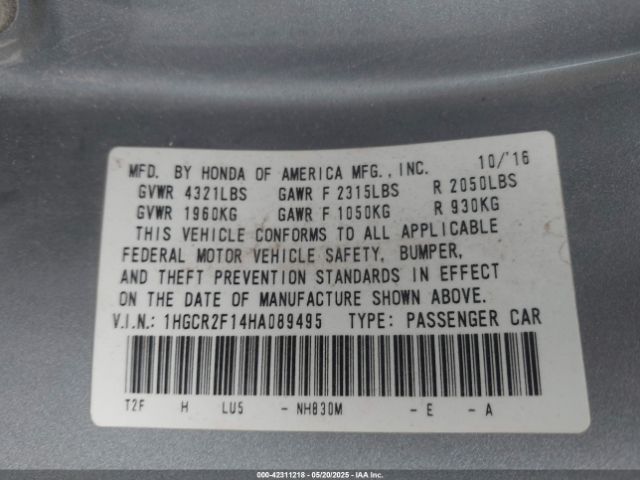 MFD. BY HONDA OF AMERICA MFG., INC. 10/'16
GVWR 4321LBS GAWR F 2315LBS R 2050LBS
GVWR 1960KG GAWR F 1050KG R 930KG
THIS VEHICLE CONFORMS TO ALL APPLICABLE
FEDERAL MOTOR VEHICLE SAFETY, BUMPER,
AND THEFT PREVENTION STANDARDS IN EFFECT
ON THE DATE OF MANUFACTURE SHOWN ABOVE.
V.I.N.: 1HGCR2F14HA089495 TYPE: PASSENGER CAR
T2F H LU5 - NH830M - E - A
000-42311218 - 05/20/2025 - IAAI.com